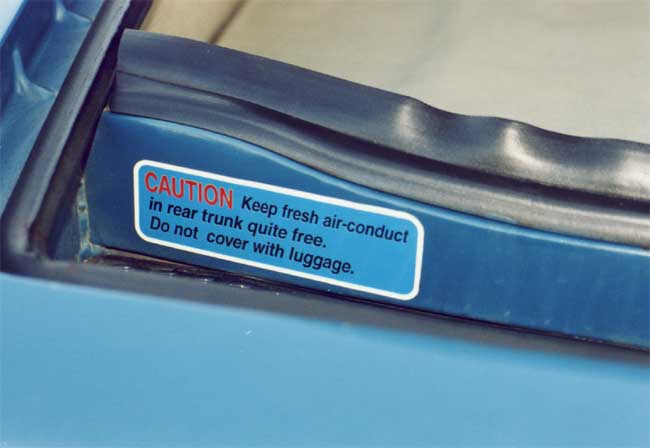 CAUTION Keep fresh air-conduct
in rear trunk quite free.
Do not cover with luggage.